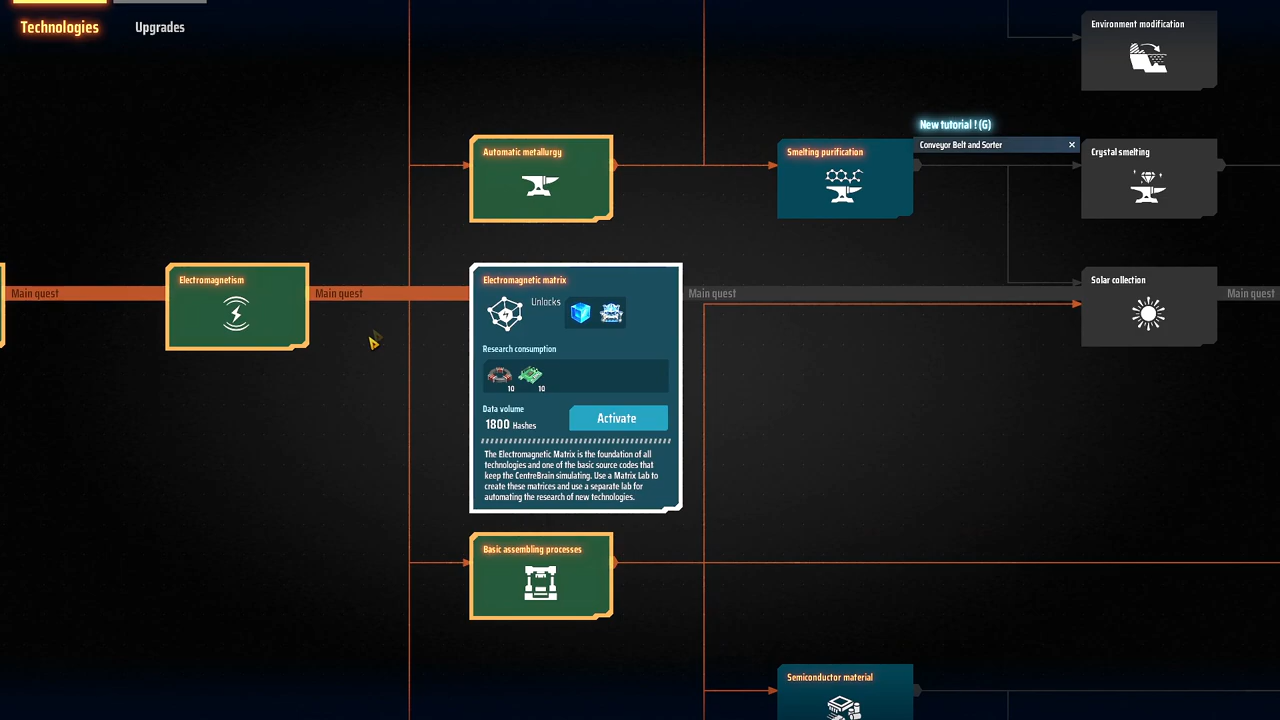 Technologies
Upgrades
Environment modification
New tutorial ! (G)
Conveyor Belt and Sorter
Automatic metallurgy
Smelting purification
Crystal smelting
Main quest
Electromagnetism
Main quest
Electromagnetic matrix
Unlocks
Research consumption
10 10
Data volume
1800 Hashes
Activate
The Electromagnetic Matrix is the foundation of all
technologies and one of the basic source codes that
keep the CentreBrain simulating. Use a Matrix Lab to
create these matrices and use a separate lab for
automating the research of new technologies.
Main quest
Solar collection
Main quest
Basic assembling processes
Semiconductor material